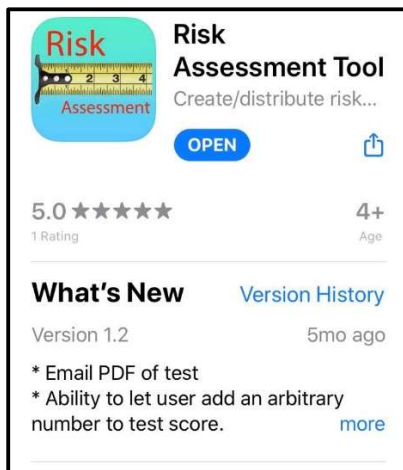 Risk
2 3 4
Assessment
Risk
Assessment Tool
Create/distribute risk...
OPEN
5.0 ★★★★★
4+
1 Rating
Age
What's New
Version History
Version 1.2
5mo ago
* Email PDF of test
* Ability to let user add an arbitrary
number to test score.
more